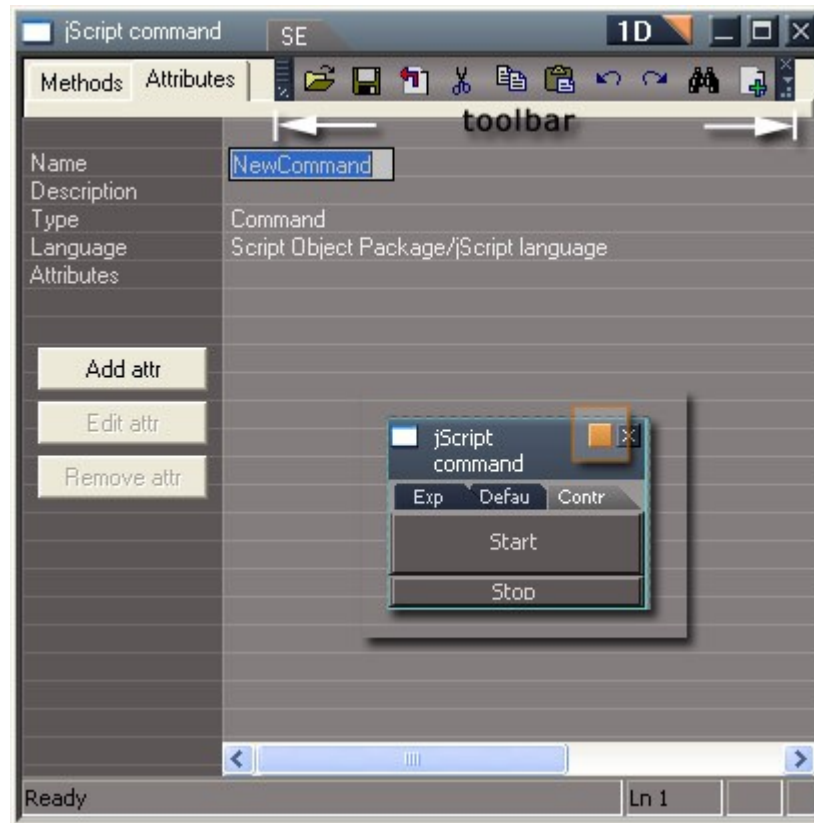 jScript command
SE
1D
Methods
Attributes
toolbar
Name
NewCommand
Description
Type
Command
Language
Script Object Package/jScript language
Attributes
Add attr
Edit attr
Remove attr
jScript
command
Exp
Defau
Contr
Start
Stop
Ready
Ln 1